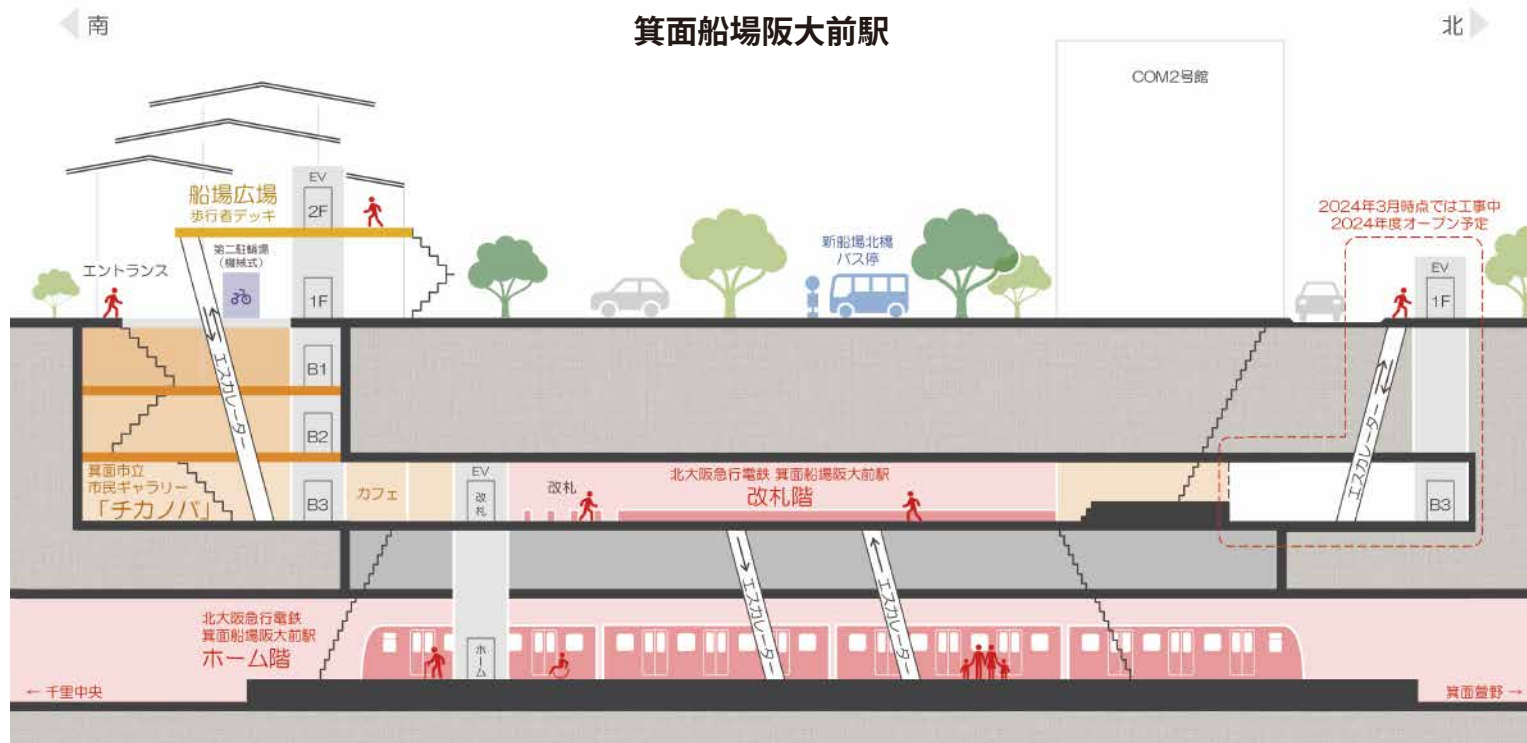 南
箕面船場阪大前駅
北
COM2号館
EV
2F
船場広場
歩行者デッキ
第二駐輪場
（機械式）
エントランス
1F
新船場北橋
バス停
2024年3月時点では工事中
2024年度オープン予定
EV
1F
エスカレーター
B1
B2
B3
箕面市立
市民ギャラリー
「チカノバ」
カフェ
EV
改札
改札
北大阪急行電鉄 箕面船場阪大前駅
改札階
エスカレーター
B3
エスカレーター
エスカレーター
北大阪急行電鉄
箕面船場阪大前駅
ホーム階
ホーム
← 千里中央
箕面萱野 →